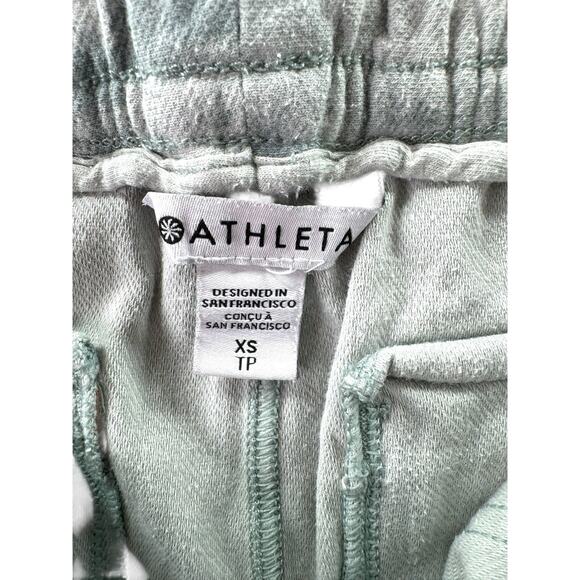 ATHLETA
DESIGNED IN
SAN FRANCISCO
CONÇU À
SAN FRANCISCO
XS
TP